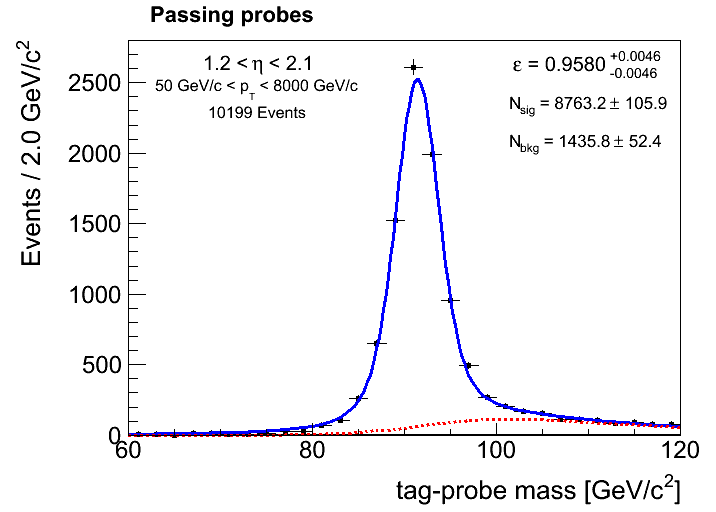 Passing probes
1.2 < η < 2.1
50 GeV/c < p_T < 8000 GeV/c
10199 Events
ε = 0.9580 +0.0046 -0.0046
N_sig = 8763.2 ± 105.9
N_bkg = 1435.8 ± 52.4
Events / 2.0 GeV/c²
2500
2000
1500
1000
500
0
60 80 100 120
tag-probe mass [GeV/c²]